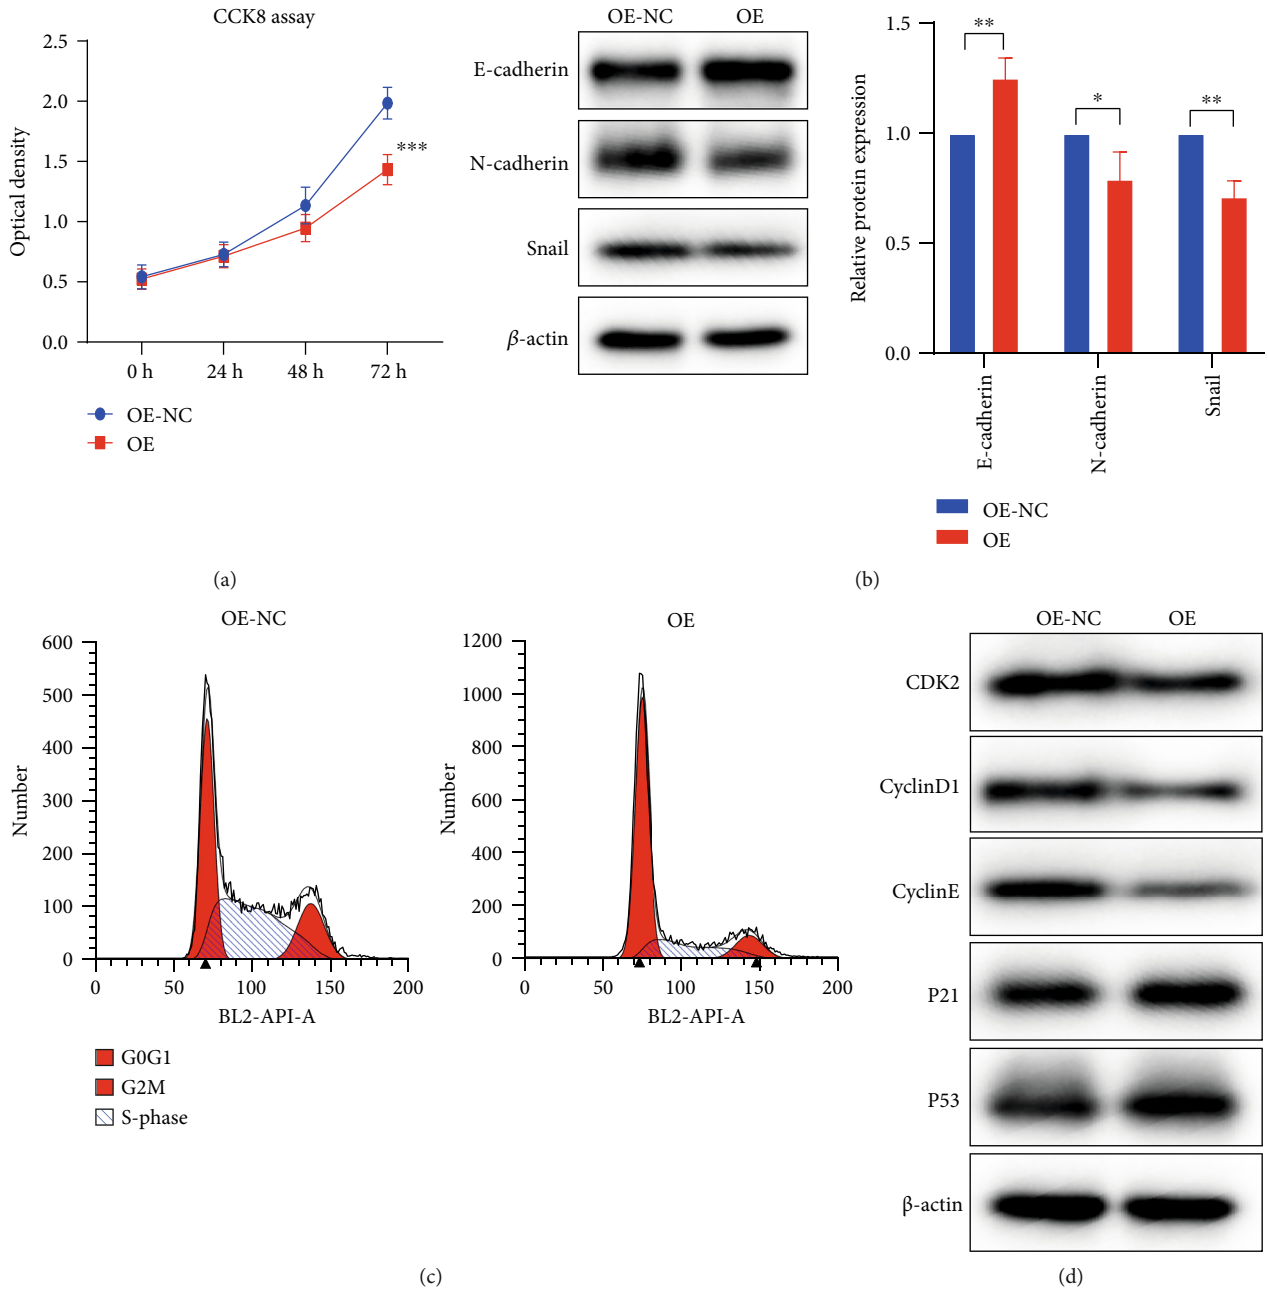 CCK8 assay
2.5
2.0
1.5
1.0
0.5
0.0
Optical density
***
0 h 24 h 48 h 72 h
OE-NC
OE
OE-NC OE
E-cadherin
N-cadherin
Snail
β-actin
1.5
1.0
0.5
0.0
Relative protein expression
** * **
E-cadherin
N-cadherin
Snail
OE-NC
OE
(a)
(b)
OE-NC
600
500
400
300
200
100
0
Number
0 50 100 150 200
BL2-API-A
G0G1
G2M
S-phase
OE
1200
1000
800
600
400
200
0
Number
0 50 100 150 200
BL2-API-A
OE-NC OE
CDK2
CyclinD1
CyclinE
P21
P53
β-actin
(c)
(d)